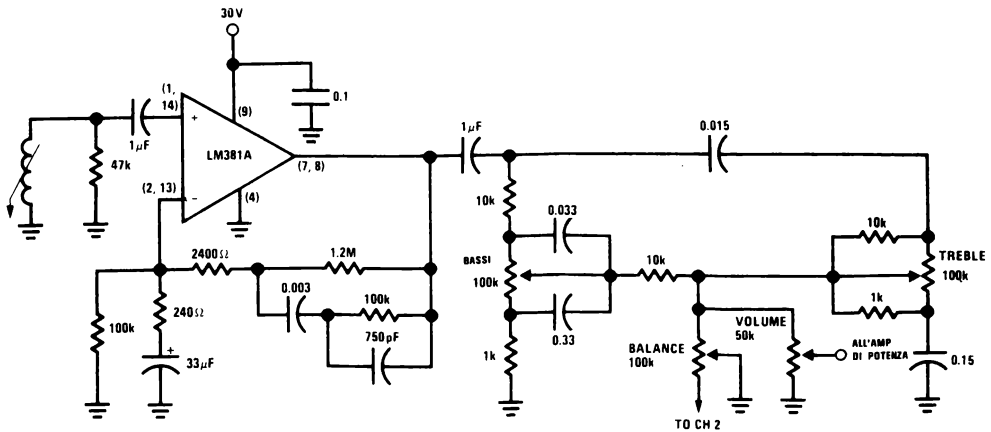 30V
(1,
14)
(9)
0.1
1μF
+
LM381A
47k
(2, 13)
−
(4)
(7, 8)
1μF
0.015
10k
0.033
2400Ω
1.2M
BASSI
100k
10k
10k
TREBLE
100k
0.003
100k
240Ω
100k
750pF
0.33
1k
VOLUME
50k
1k
+
33μF
BALANCE
100k
ALL'AMP
DI POTENZA
0.15
TO CH 2